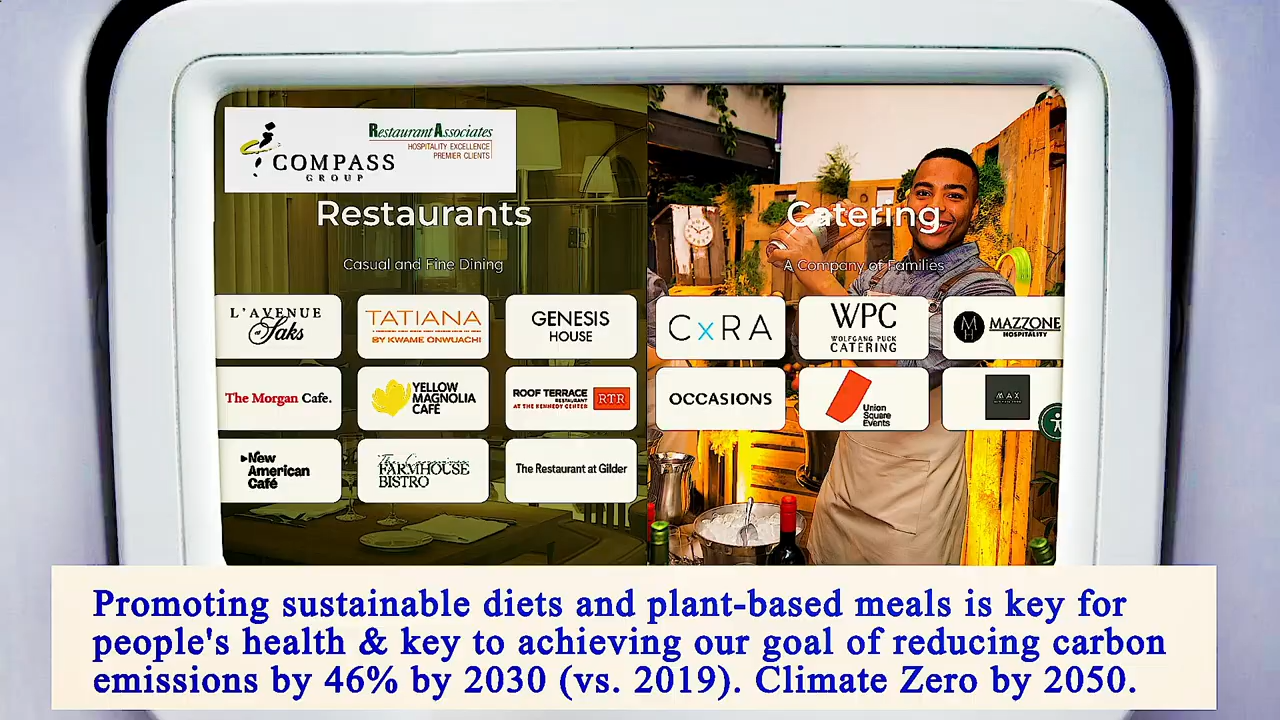 COMPASS
GROUP
RESTAURANT ASSOCIATES
HOSPITALITY EXCELLENCE
PREMIER CLIENTS
Restaurants
Casual and Fine Dining
L'AVENUE
Saks
TATIANA
BY KWAME ONWUACHI
GENESIS
HOUSE
The Morgan Cafe.
YELLOW
MAGNOLIA
CAFÉ
ROOF TERRACE
RESTAURANT
AT THE KENNEDY CENTER
RTR
New
American
Café
FARMHOUSE
BISTRO
The Restaurant at Gilder
Catering
A Company of Families
CxRA
WPC
WOLFGANG PUCK
CATERING
MH
MAZZONE
HOSPITALITY
OCCASIONS
Union
Square
Events
MAX
Promoting sustainable diets and plant-based meals is key for
people's health & key to achieving our goal of reducing carbon
emissions by 46% by 2030 (vs. 2019). Climate Zero by 2050.